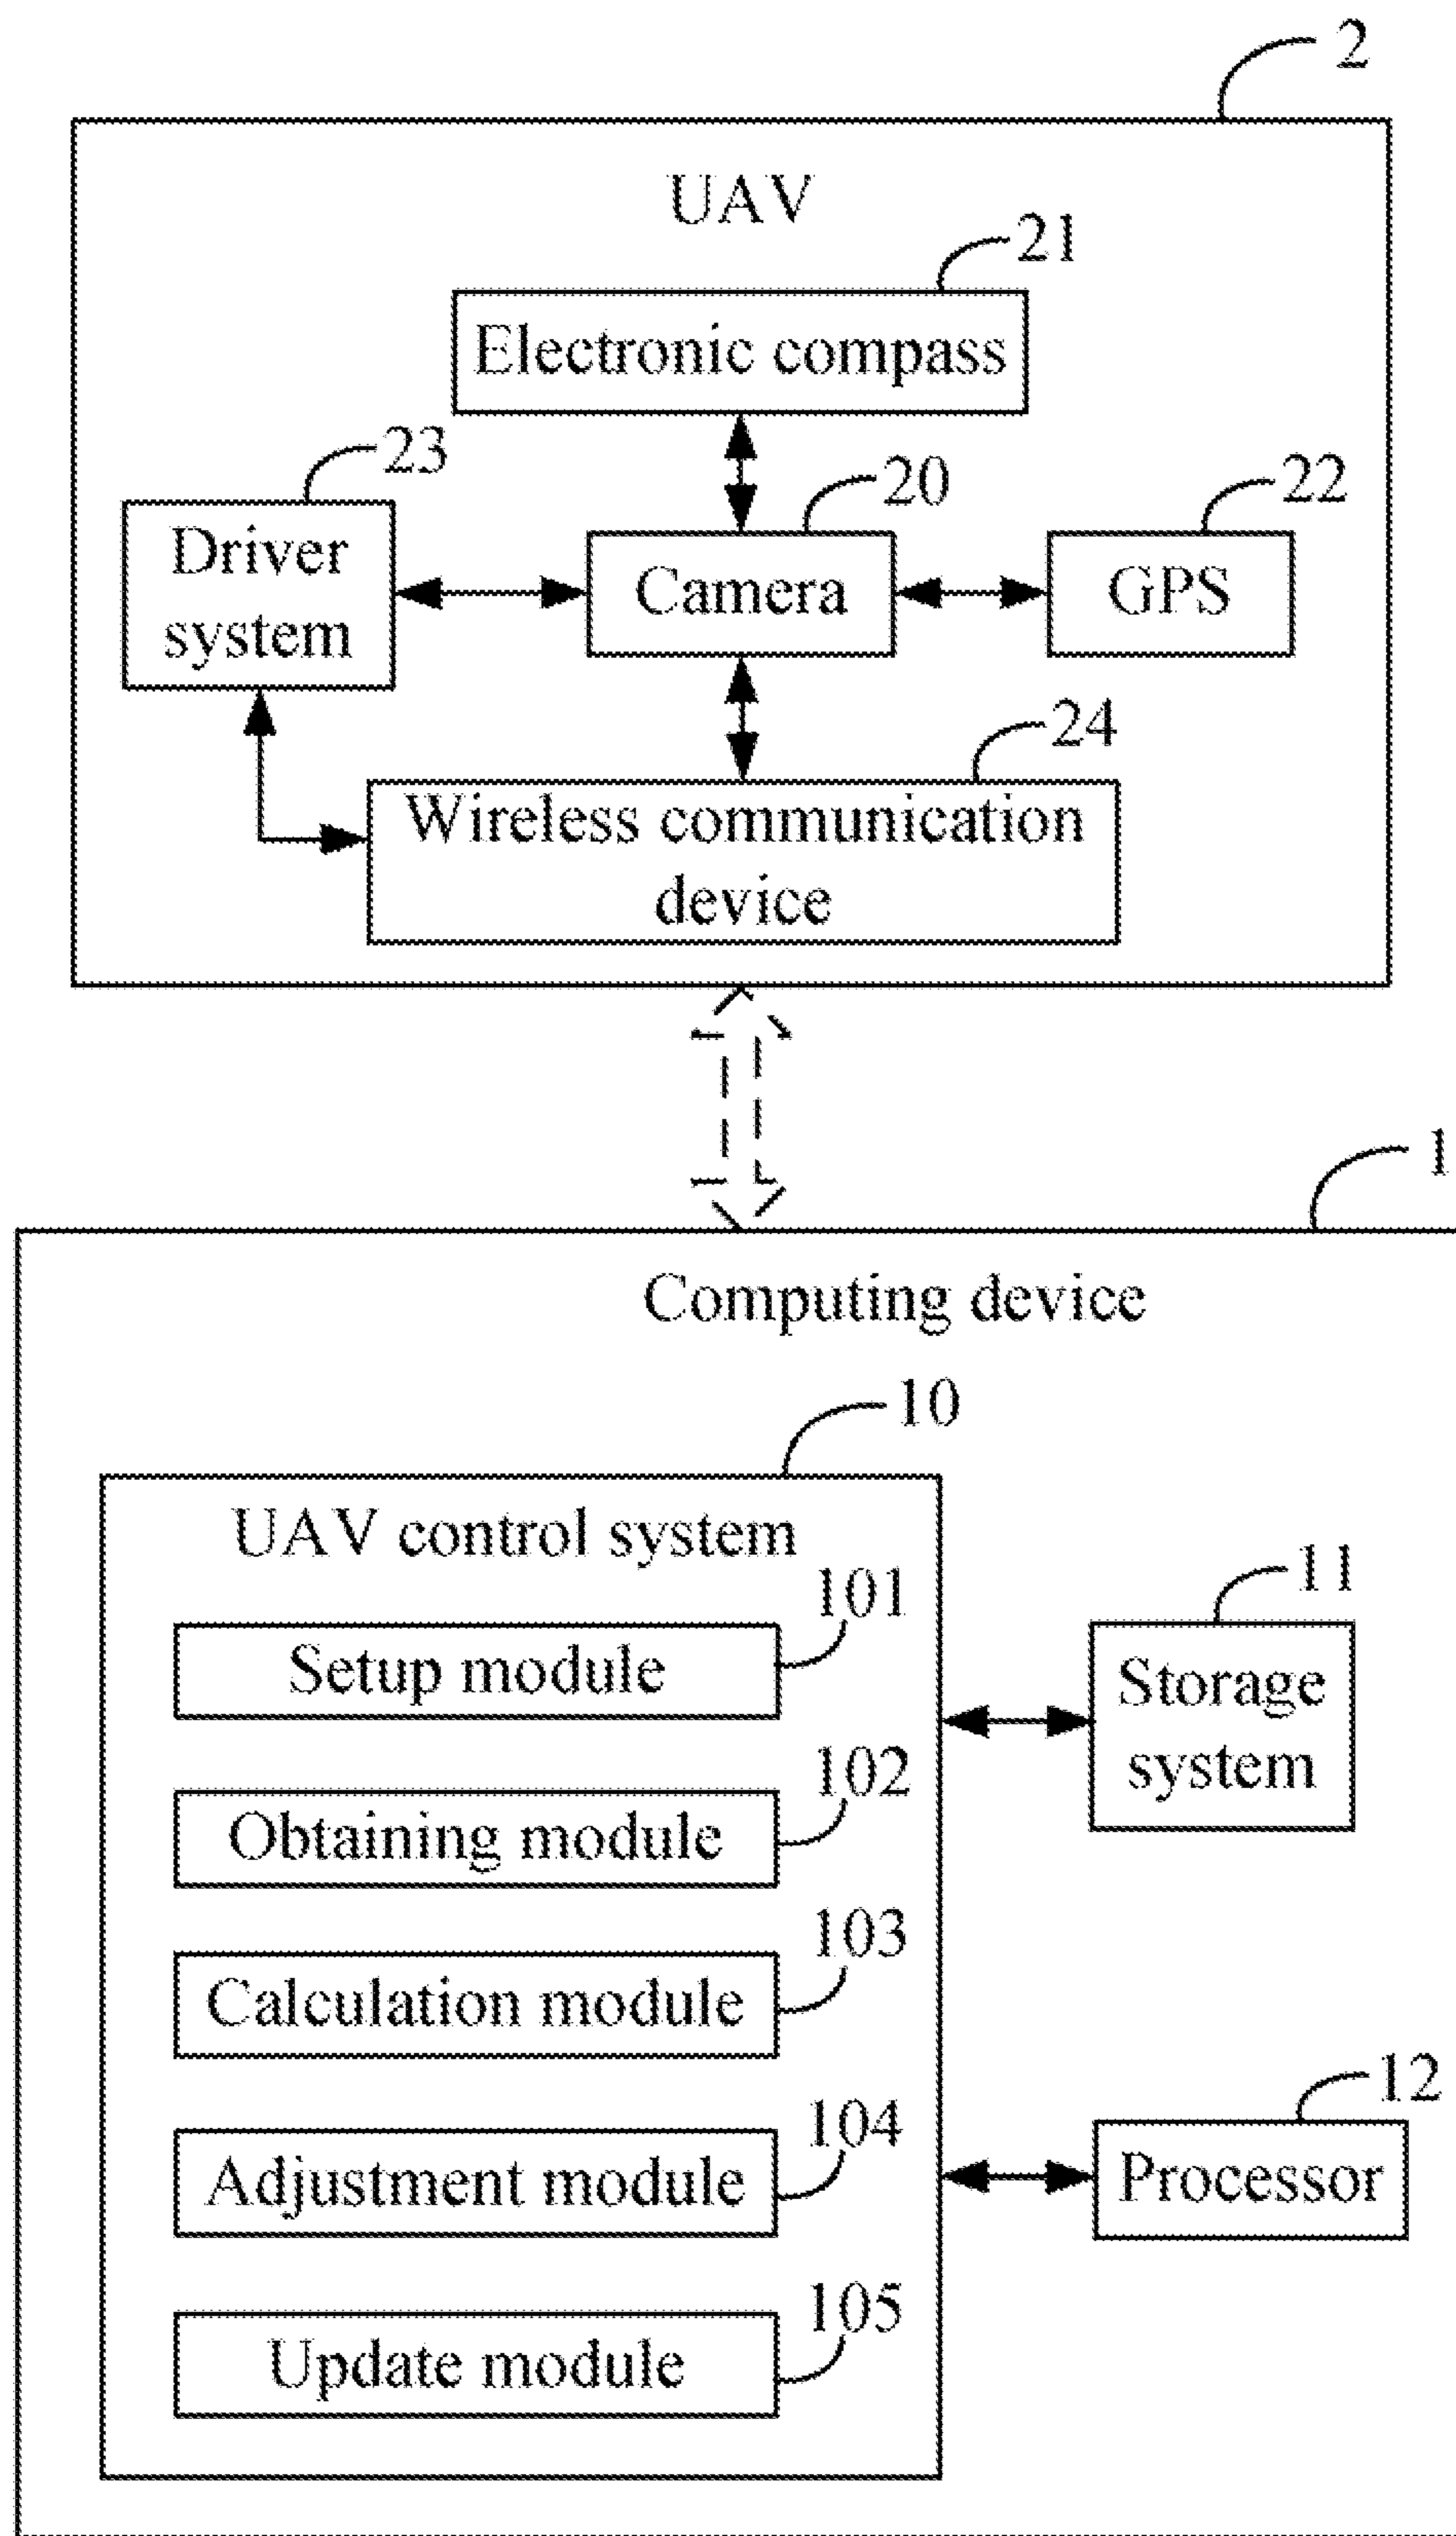 2
UAV
21
Electronic compass
23
20
22
Driver
system
Camera
GPS
24
Wireless communication
device
1
Computing device
10
UAV control system
101
Setup module
11
Storage
system
102
Obtaining module
103
Calculation module
12
Processor
104
Adjustment module
105
Update module